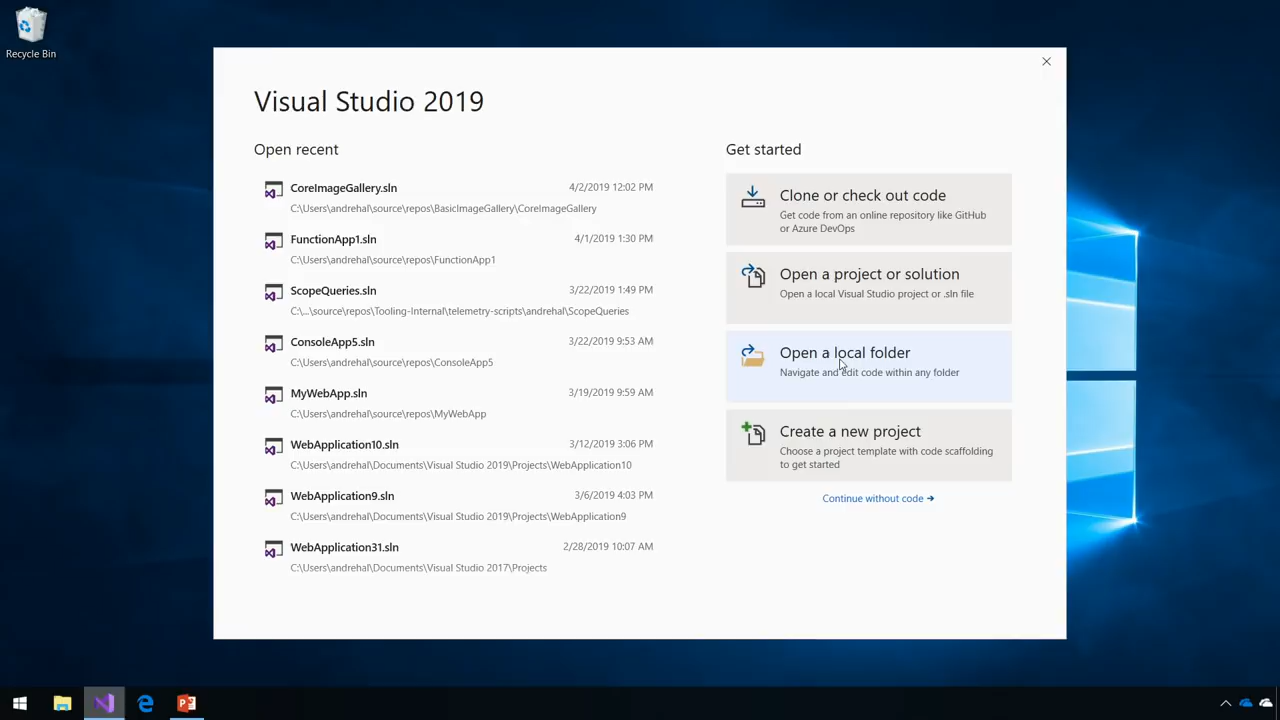 Recycle Bin
Visual Studio 2019
Open recent
CoreImageGallery.sln 4/2/2019 12:02 PM
C:\Users\andrehal\source\repos\BasicImageGallery\CoreImageGallery
FunctionApp1.sln 4/1/2019 1:30 PM
C:\Users\andrehal\source\repos\FunctionApp1
ScopeQueries.sln 3/22/2019 1:49 PM
C:\...\source\repos\Tooling-Internal\telemetry-scripts\andrehal\ScopeQueries
ConsoleApp5.sln 3/22/2019 9:53 AM
C:\Users\andrehal\source\repos\ConsoleApp5
MyWebApp.sln 3/19/2019 9:59 AM
C:\Users\andrehal\source\repos\MyWebApp
WebApplication10.sln 3/12/2019 3:06 PM
C:\Users\andrehal\Documents\Visual Studio 2019\Projects\WebApplication10
WebApplication9.sln 3/6/2019 4:03 PM
C:\Users\andrehal\Documents\Visual Studio 2019\Projects\WebApplication9
WebApplication31.sln 2/28/2019 10:07 AM
C:\Users\andrehal\Documents\Visual Studio 2017\Projects
Get started
Clone or check out code
Get code from an online repository like GitHub
or Azure DevOps
Open a project or solution
Open a local Visual Studio project or .sln file
Open a local folder
Navigate and edit code within any folder
Create a new project
Choose a project template with code scaffolding
to get started
Continue without code →